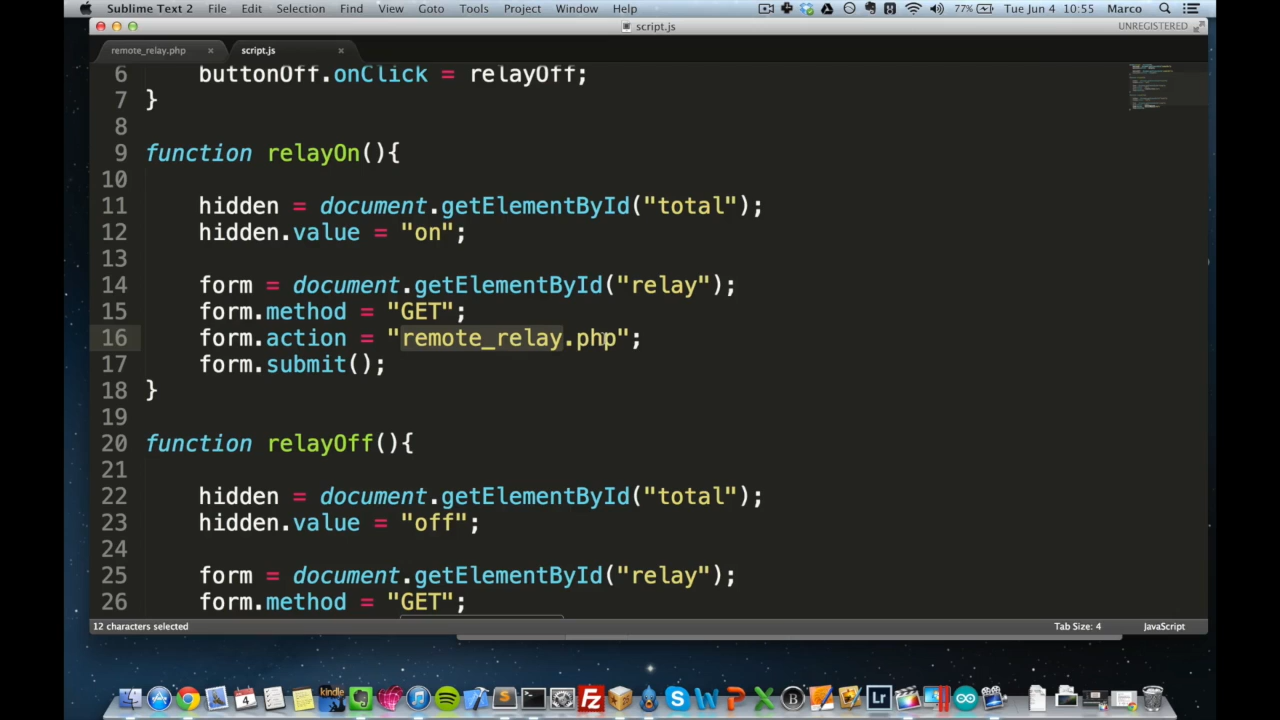 Sublime Text 2 File Edit Selection Find View Goto Tools Project Window Help 77% Tue Jun 4 10:55 Marco
script.js UNREGISTERED
remote_relay.php script.js
6 buttonOff.onClick = relayOff;
7 }
8
9 function relayOn(){
10
11 hidden = document.getElementById("total");
12 hidden.value = "on";
13
14 form = document.getElementById("relay");
15 form.method = "GET";
16 form.action = "remote_relay.php";
17 form.submit();
18 }
19
20 function relayOff(){
21
22 hidden = document.getElementById("total");
23 hidden.value = "off";
24
25 form = document.getElementById("relay");
26 form.method = "GET";
12 characters selected Tab Size: 4 JavaScript